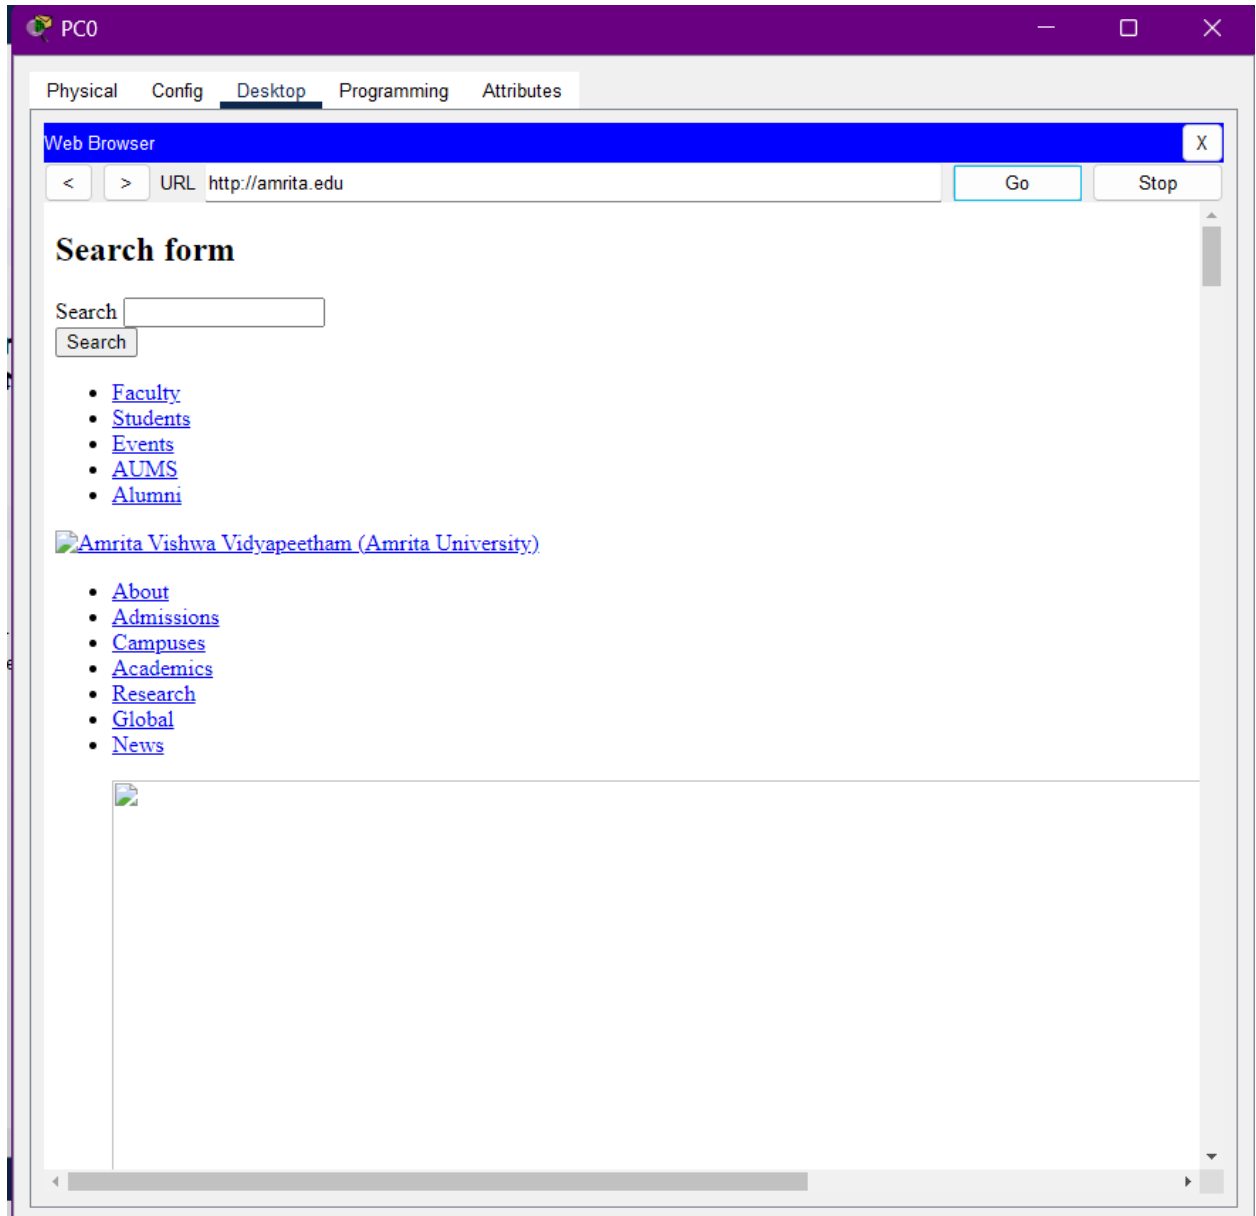 PC0
Physical Config Desktop Programming Attributes
Web Browser X
< > URL http://amrita.edu Go Stop
Search form
Search
Search
Faculty
Students
Events
AUMS
Alumni
Amrita Vishwa Vidyapeetham (Amrita University)
About
Admissions
Campuses
Academics
Research
Global
News